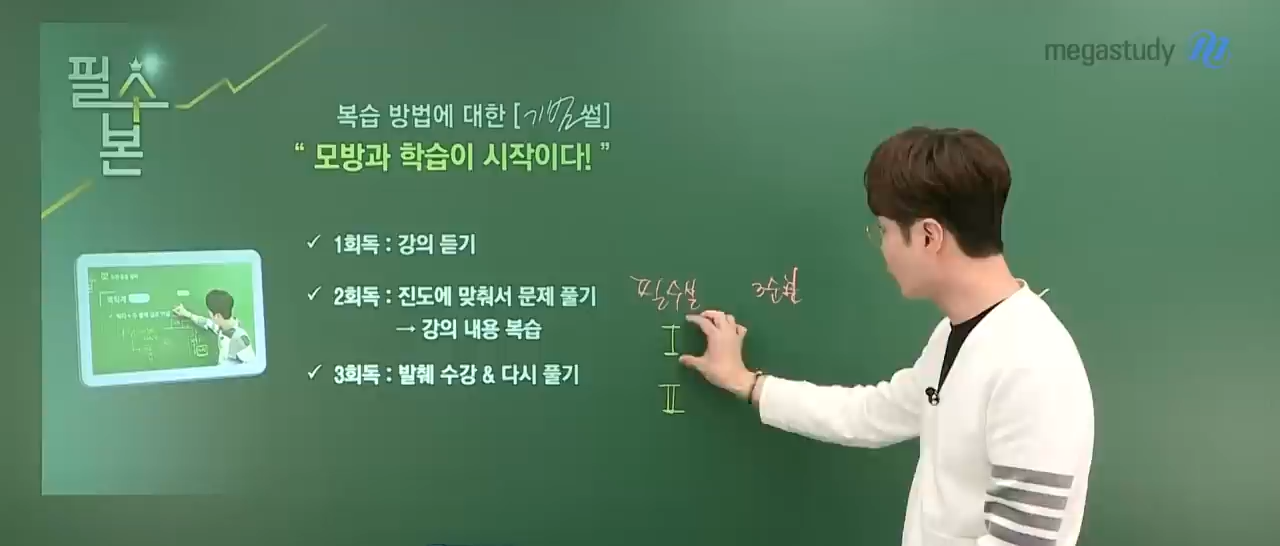 megastudy
필수본
복습 방법에 대한 [기범썰]
“ 모방과 학습이 시작이다! ”
✓ 1회독 : 강의 듣기
✓ 2회독 : 진도에 맞춰서 문제 풀기
→ 강의 내용 복습
✓ 3회독 : 발췌 수강 & 다시 풀기
필수본 3순환
I
II